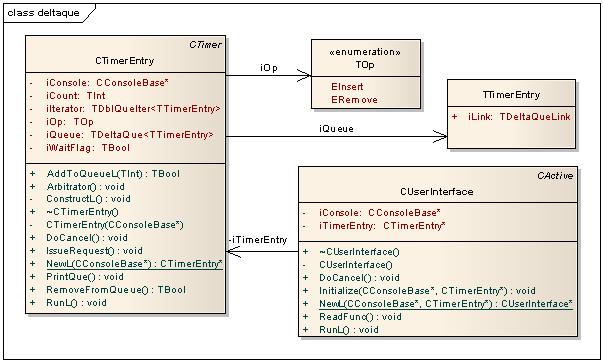 class deltaque
CTimer
CTimerEntry
- iConsole: CConsoleBase*
- iCount: TInt
- iIterator: TDblQueIter<TTimerEntry>
- iOp: TOp
- iQueue: TDeltaQue<TTimerEntry>
- iWaitFlag: TBool
+ AddToQueueL(TInt) : TBool
+ Arbitrator() : void
- ConstructL() : void
+ ~CTimerEntry()
- CTimerEntry(CConsoleBase*)
+ DoCancel() : void
+ IssueRequest() : void
+ NewL(CConsoleBase*) : CTimerEntry*
+ PrintQue() : void
+ RemoveFromQueue() : TBool
+ RunL() : void
iOp
«enumeration»
TOp
EInsert
ERemove
iQueue
TTimerEntry
+ iLink: TDeltaQueLink
-iTimerEntry
CActive
CUserInterface
- iConsole: CConsoleBase*
- iTimerEntry: CTimerEntry*
+ ~CUserInterface()
- CUserInterface()
+ DoCancel() : void
+ Initialize(CConsoleBase*, CTimerEntry*) : void
+ NewL(CConsoleBase*, CTimerEntry*) : CUserInterface*
+ ReadFunc() : void
+ RunL() : void